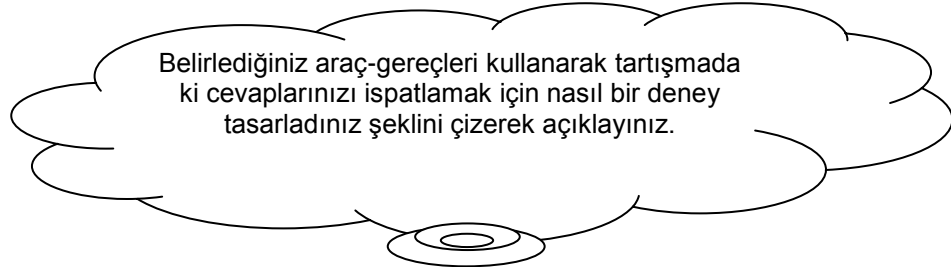 Belirlediğiniz araç-gereçleri kullanarak tartışmada
ki cevaplarınızı ispatlamak için nasıl bir deney
tasarladınız şeklini çizerek açıklayınız.